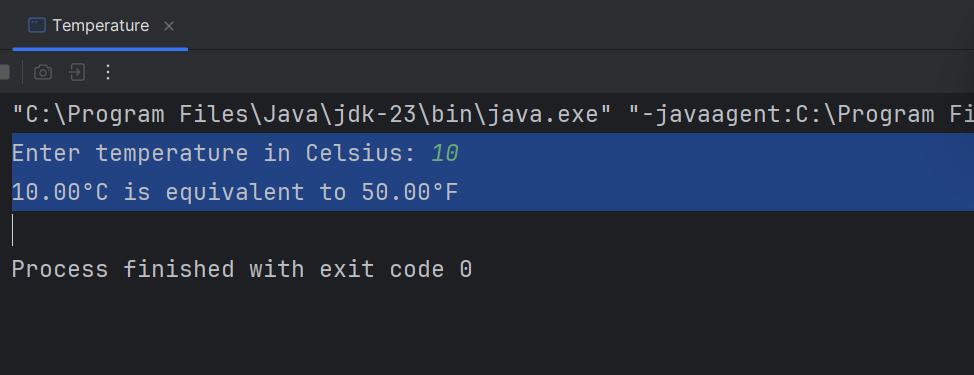 Temperature
"C:\Program Files\Java\jdk-23\bin\java.exe" "-javaagent:C:\Program Fi
Enter temperature in Celsius: 10
10.00°C is equivalent to 50.00°F
Process finished with exit code 0